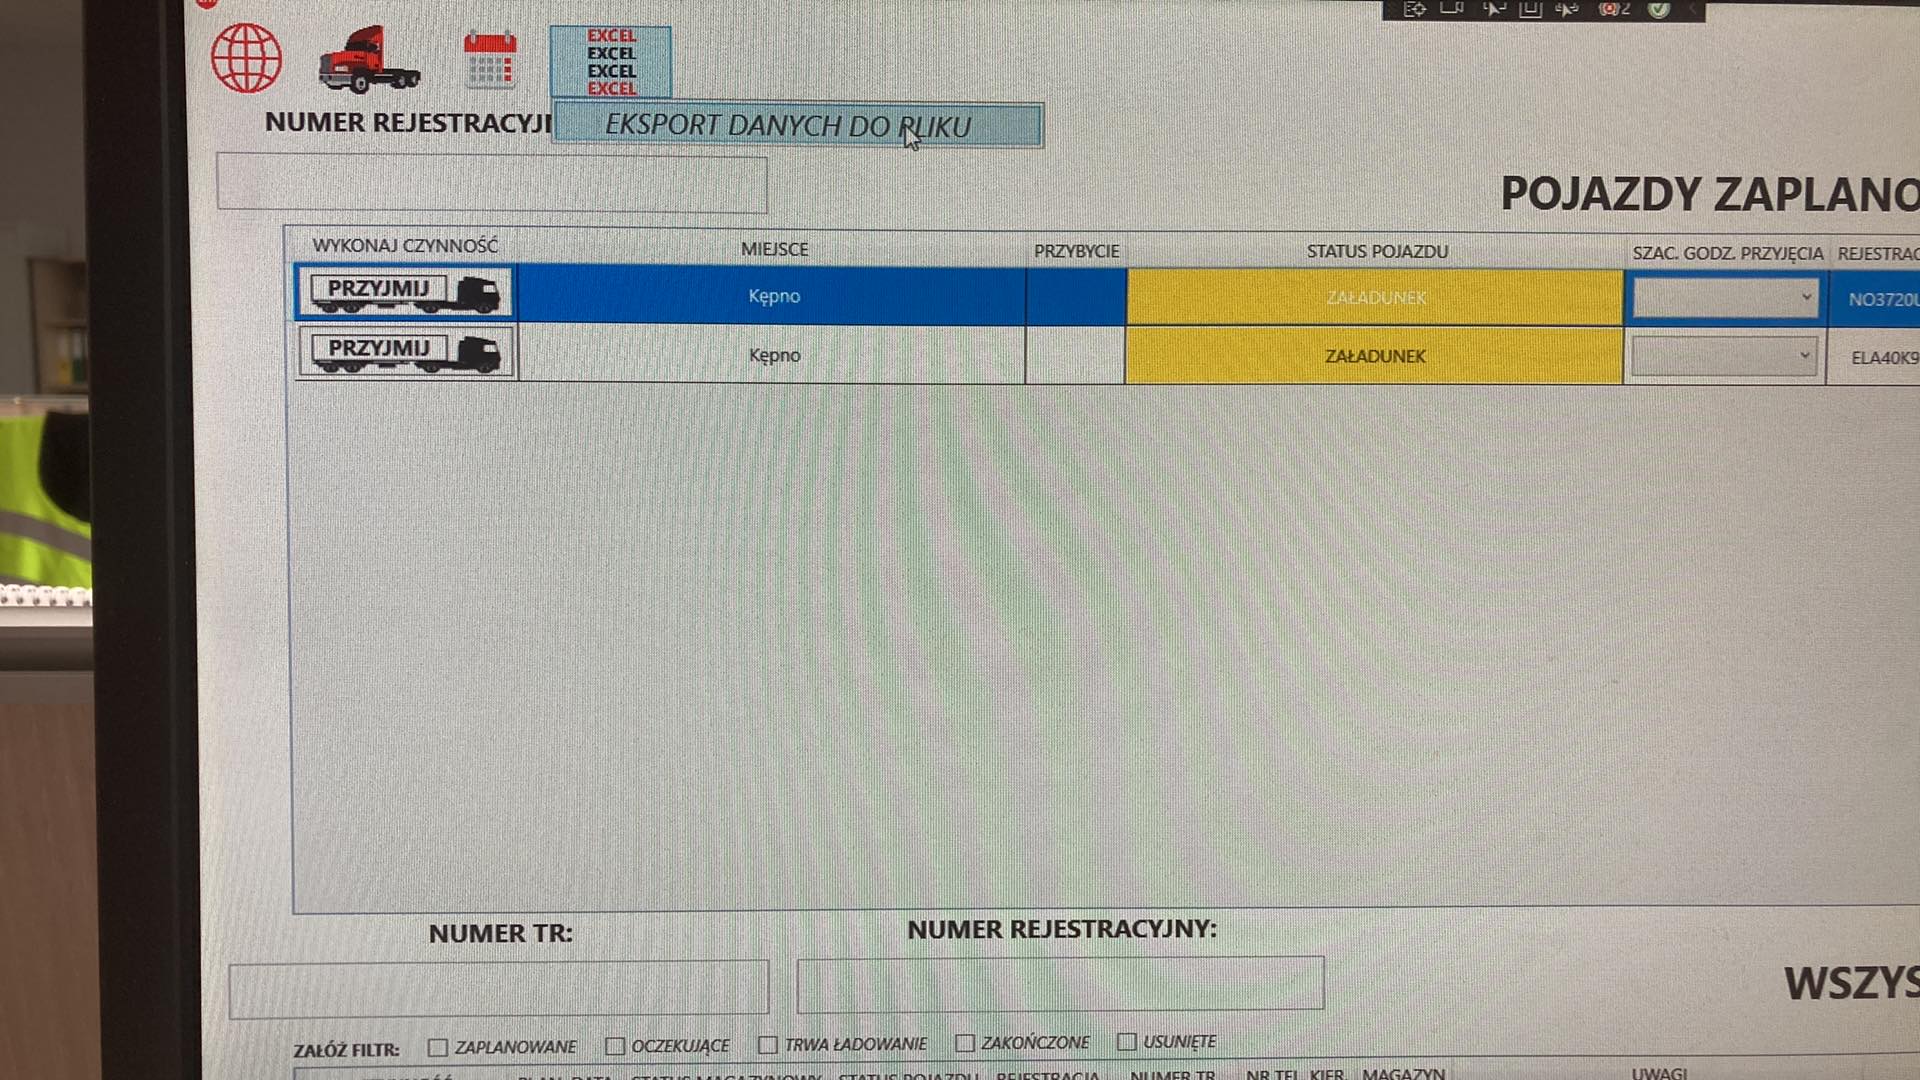 EXCEL
EXCEL
EXCEL
EXCEL
NUMER REJESTRACYJ
EKSPORT DANYCH DO PLIKU
POJAZDY ZAPLANO
WYKONAJ CZYNNOŚĆ MIEJSCE PRZYBYCIE STATUS POJAZDU SZAC. GODZ. PRZYJĘCIA REJESTRAC
PRZYJMIJ Kępno ZAŁADUNEK NO3720U
PRZYJMIJ Kępno ZAŁADUNEK ELA40K9
NUMER TR: NUMER REJESTRACYJNY:
WSZYS
ZAŁÓŻ FILTR: ZAPLANOWANE OCZEKUJĄCE TRWA ŁADOWANIE ZAKOŃCZONE USUNIĘTE
PLAN. DATA STATUS MAGAZYNOWY STATUS POJAZDU REJESTRACJA NUMER TR NR TEL. KIER. MAGAZYN UWAGI